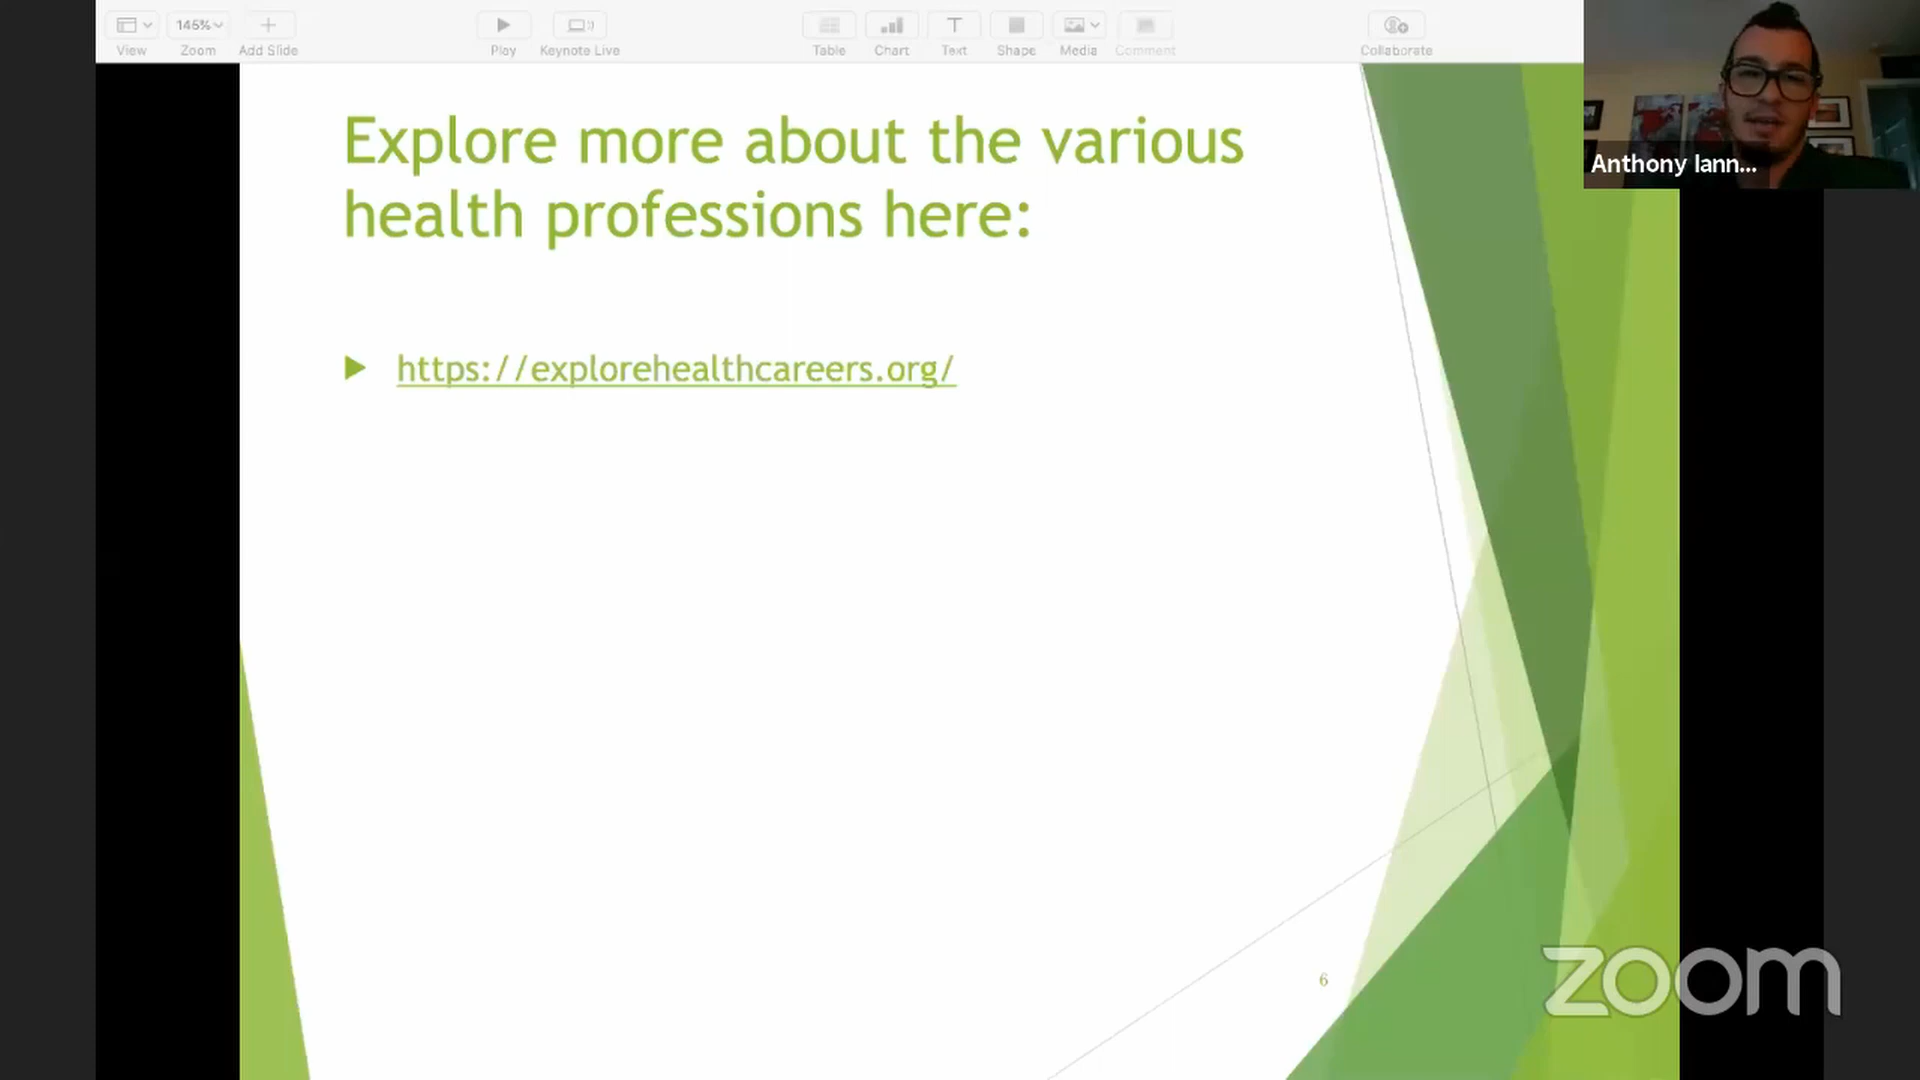 145%
View
Zoom
Add Slide
Play
Keynote Live
Table
Chart
Text
Shape
Media
Comment
Collaborate
Anthony Iann...
Explore more about the various
health professions here:
https://explorehealthcareers.org/
6
zoom